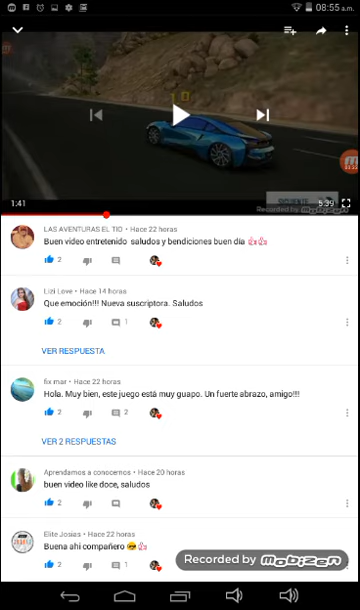 08:55 a.m.
1:41
5:39
LAS AVENTURAS EL TIO • Hace 22 horas
Buen video entretenido saludos y bendiciones buen día 👍👍
2
Lizi Love • Hace 14 horas
Que emoción!!! Nueva suscriptora. Saludos
2 1
VER RESPUESTA
fix mar • Hace 22 horas
Hola. Muy bien, este juego está muy guapo. Un fuerte abrazo, amigo!!!!
2 2
VER 2 RESPUESTAS
Aprendamos a conocernos • Hace 20 horas
buen video like doce, saludos
2
Elite Josias • Hace 22 horas
Buena ahi compañero 😎👍
2 1
Recorded by mobizen